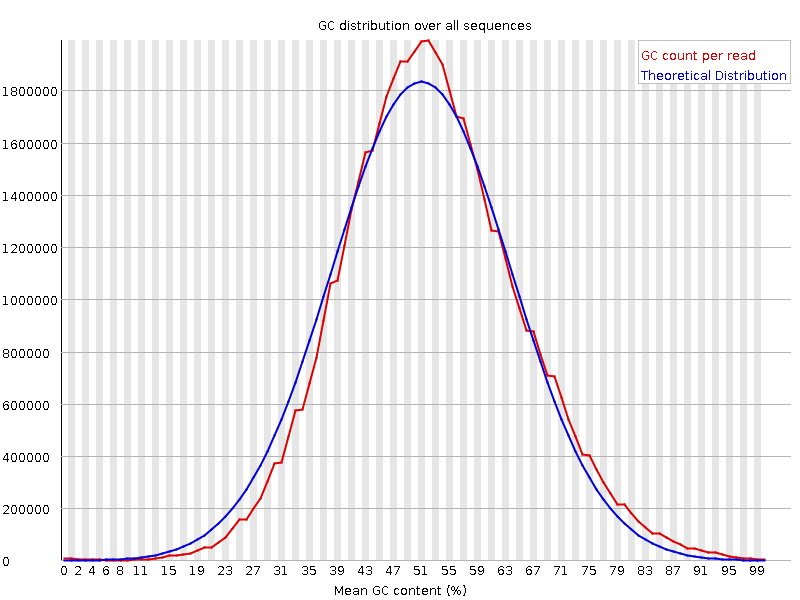 GC distribution over all sequences
GC count per read
Theoretical Distribution
1800000
1600000
1400000
1200000
1000000
800000
600000
400000
200000
0
0 2 4 6 8 11 15 19 23 27 31 35 39 43 47 51 55 59 63 67 71 75 79 83 87 91 95 99
Mean GC content (%)